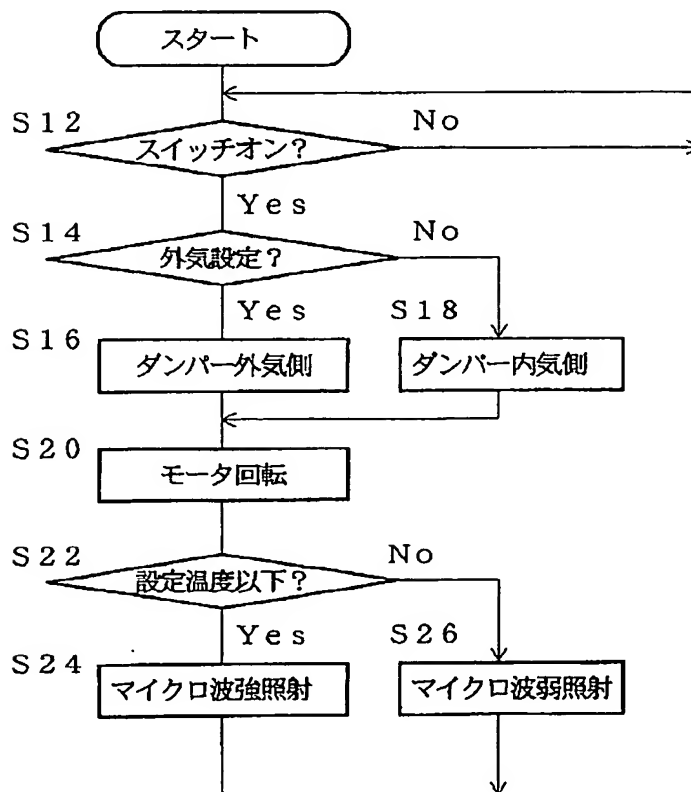 スタート
S12
No
スイッチオン?
Yes
S14
No
外気設定?
Yes
S16
S18
ダンパー外気側
ダンパー内気側
S20
モータ回転
S22
No
設定温度以下?
Yes
S24
S26
マイクロ波強照射
マイクロ波弱照射